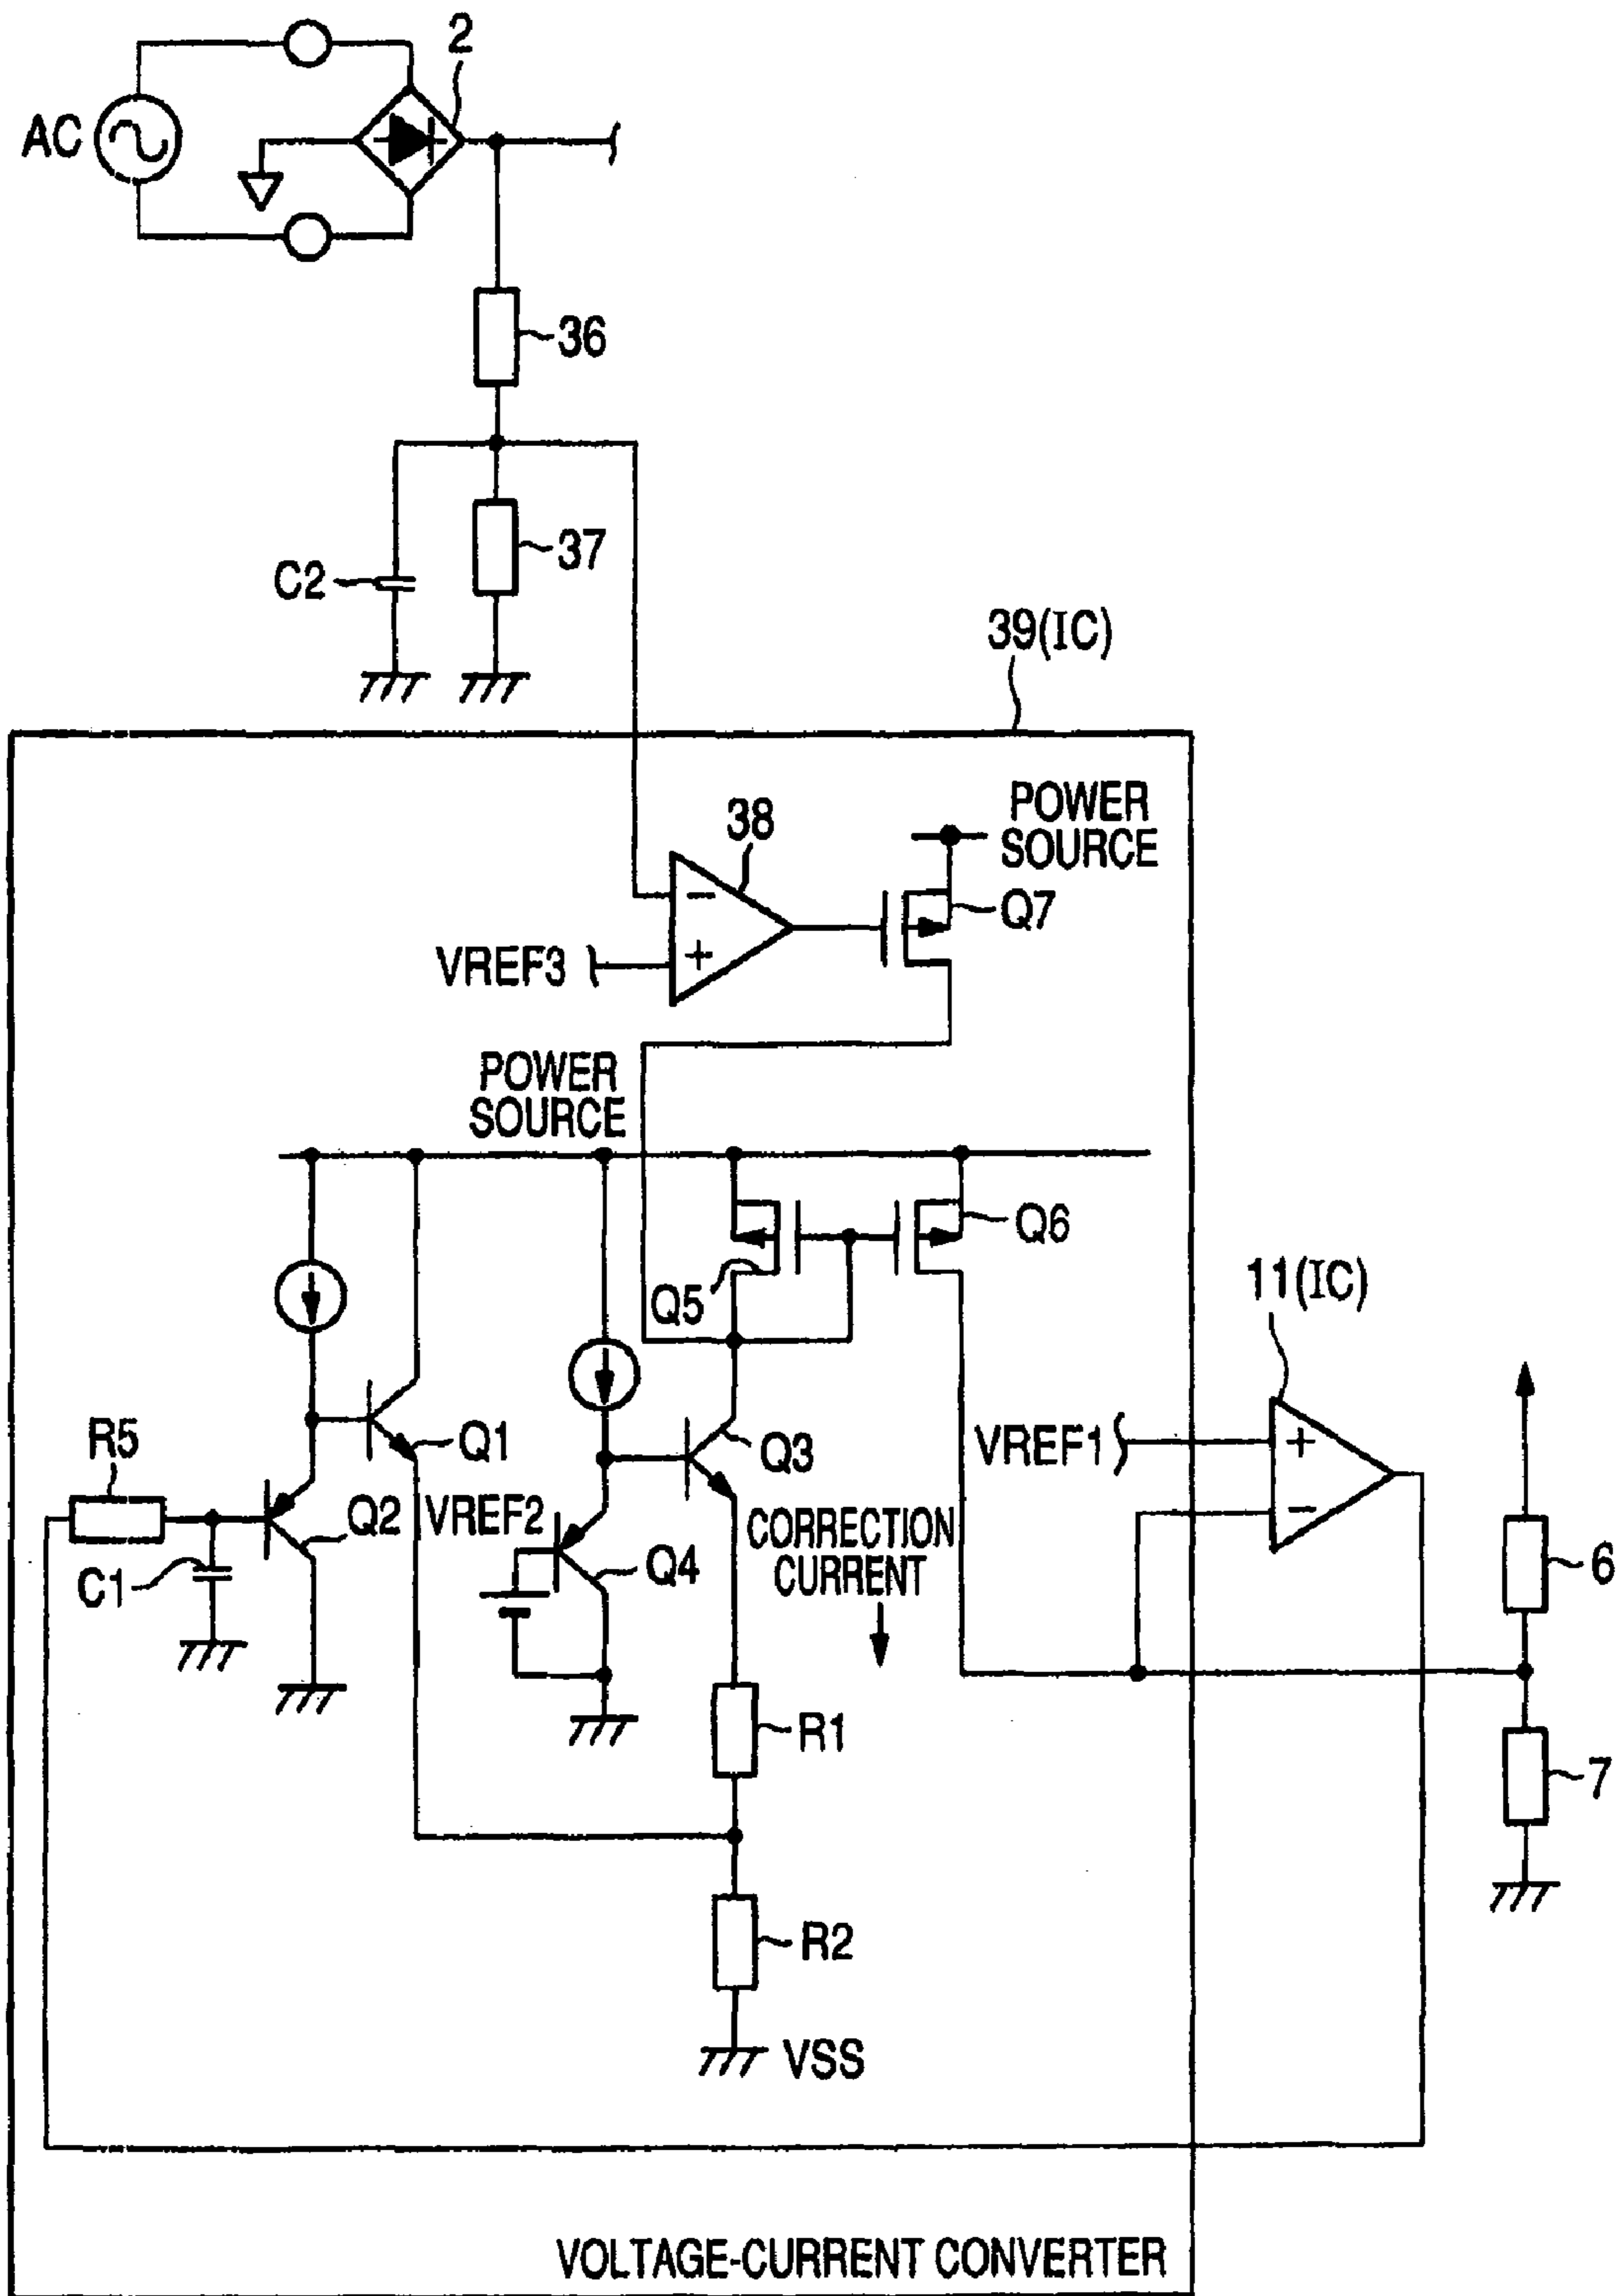 2
AC
36
37
C2
39(IC)
38
POWER
SOURCE
Q7
−
+
VREF3
POWER
SOURCE
Q6
Q5
11(IC)
R5
Q1
Q3
VREF1
+
−
Q2
VREF2
Q4
CORRECTION
CURRENT
C1
6
R1
7
R2
VSS
VOLTAGE-CURRENT CONVERTER